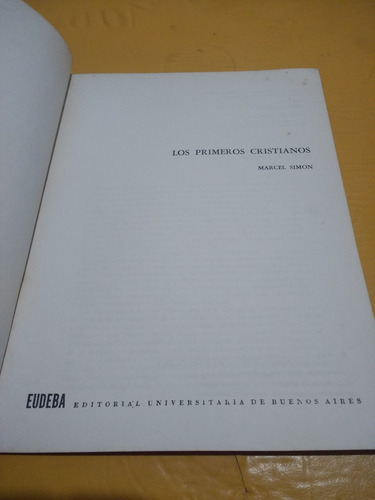 LOS PRIMEROS CRISTIANOS
MARCEL SIMON
EUDEBA EDITORIAL UNIVERSITARIA DE BUENOS AIRES